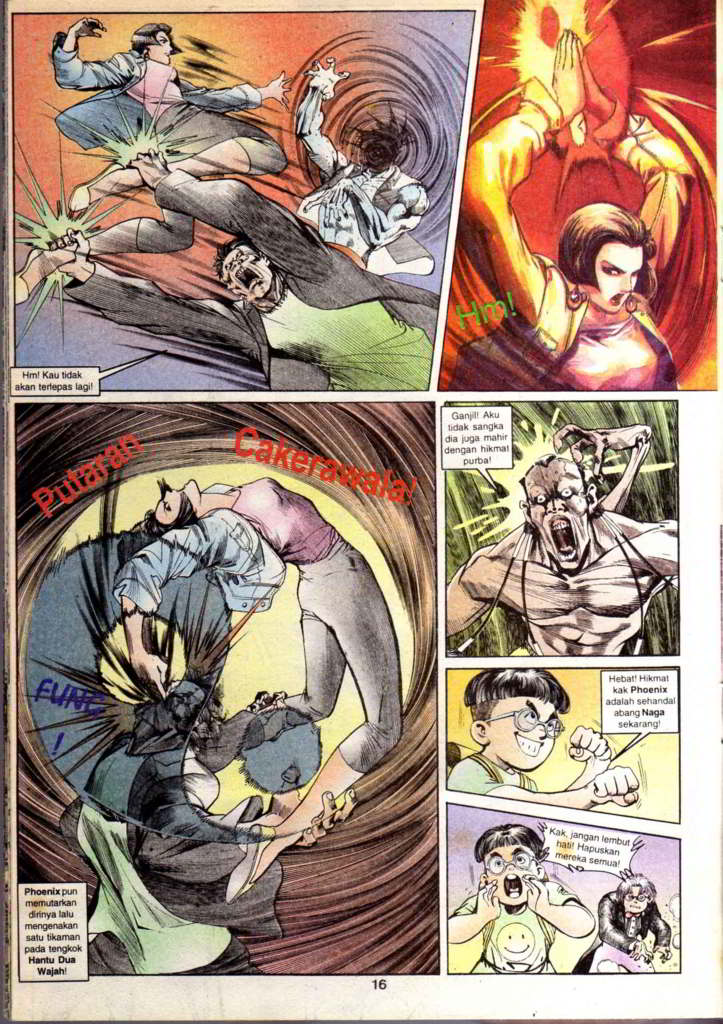 Hm! Kau tidak
akan terlepas lagi!
Hm!
Putaran
Cakerawala!
FUNG
!
Phoenix pun
memutarkan
dirinya lalu
mengenakan
satu tikaman
pada tengkok
Hantu Dua
Wajah!
Ganjil! Aku
tidak sangka
dia juga mahir
dengan hikmat
purba!
Hebat! Hikmat
kak Phoenix
adalah sehandal
abang Naga
sekarang!
Kak, jangan lembut
hati! Hapuskan
mereka semua!
16